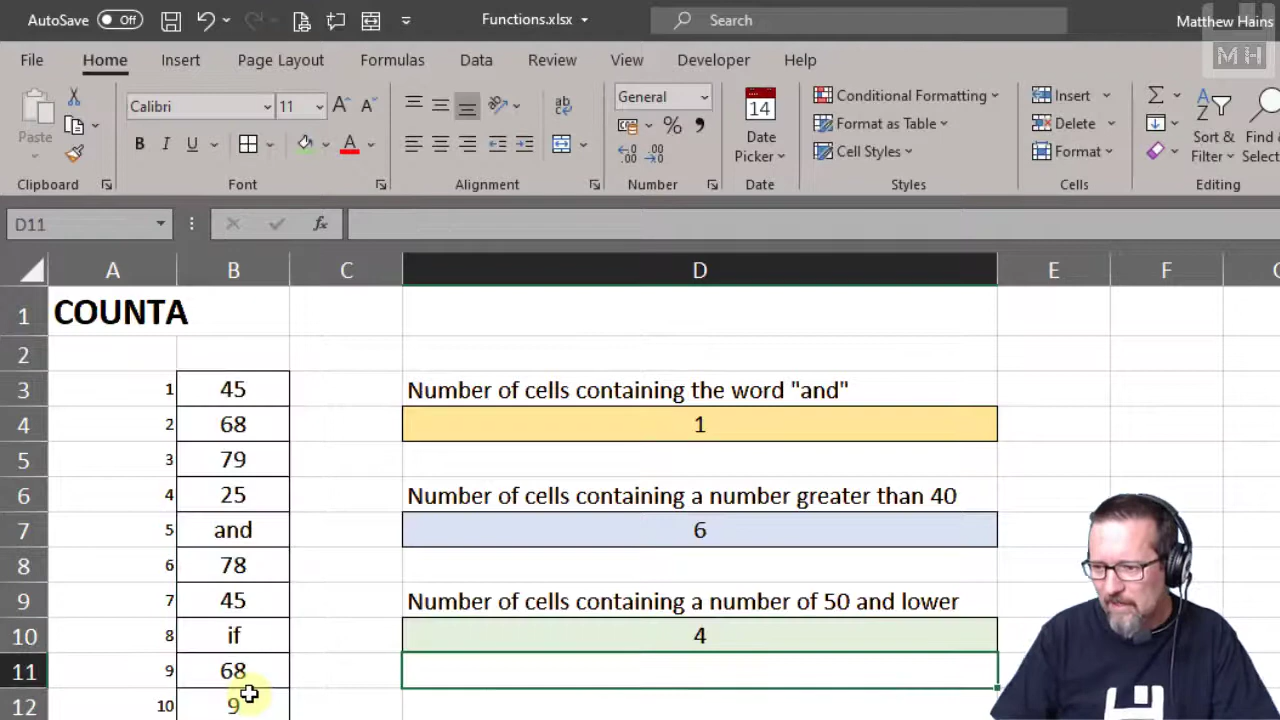 AutoSave Off Functions.xlsx Search Matthew Hains
MH
File Home Insert Page Layout Formulas Data Review View Developer Help
Paste Calibri 11 A A ab General 14 Date Picker Conditional Formatting Insert Σ Sort & Filter Find
B I U A % Format as Table Delete Select
Cell Styles Format
Clipboard Font Alignment Number Date Styles Cells Editing
D11 fx
A B C D E F
1 COUNTA
2
3 1 45 Number of cells containing the word "and"
4 2 68 1
5 3 79
6 4 25 Number of cells containing a number greater than 40
7 5 and 6
8 6 78
9 7 45 Number of cells containing a number of 50 and lower
10 8 if 4
11 9 68
12 10 9